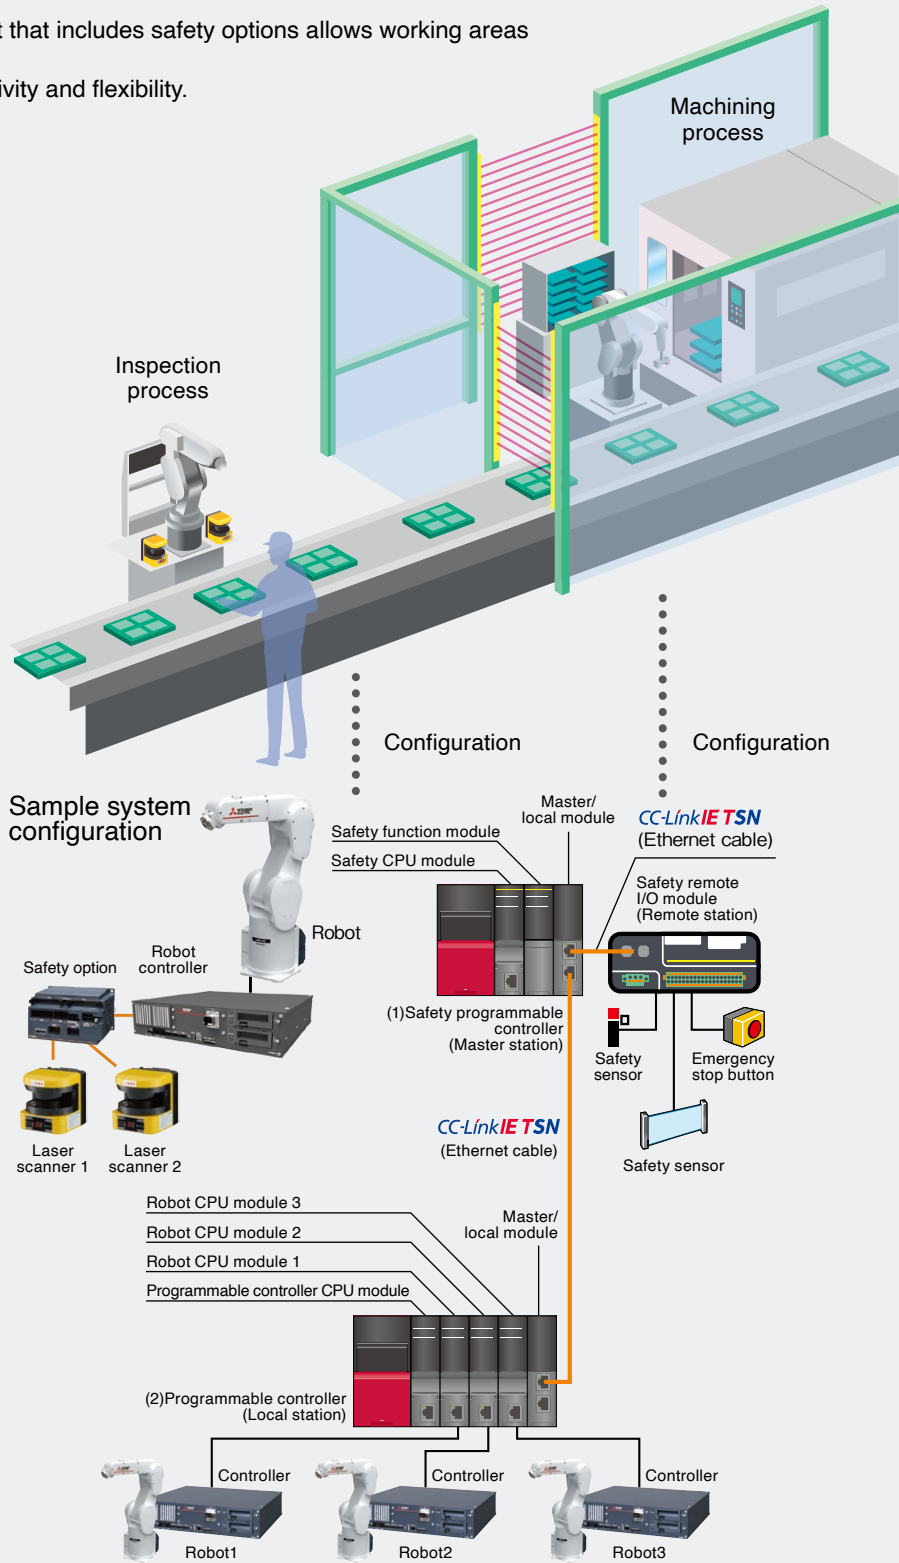 t that includes safety options allows working areas
ivity and flexibility.
Machining
process
Inspection
process
Configuration
Configuration
Sample system
configuration
Safety function module
Safety CPU module
Master/
local module
CC-Link IE TSN
(Ethernet cable)
Safety remote
I/O module
(Remote station)
Robot
Robot
controller
Safety option
(1)Safety programmable
controller
(Master station)
Safety
sensor
Emergency
stop button
Laser
scanner 1
Laser
scanner 2
CC-Link IE TSN
(Ethernet cable)
Safety sensor
Robot CPU module 3
Robot CPU module 2
Robot CPU module 1
Programmable controller CPU module
Master/
local module
(2)Programmable controller
(Local station)
Controller
Controller
Controller
Robot1
Robot2
Robot3